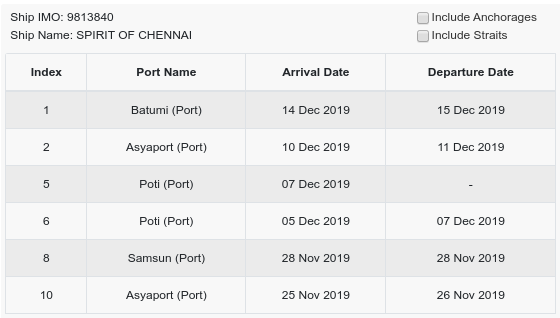 Ship IMO: 9813840
Include Anchorages
Ship Name: SPIRIT OF CHENNAI
Include Straits
Index Port Name Arrival Date Departure Date
1 Batumi (Port) 14 Dec 2019 15 Dec 2019
2 Asyaport (Port) 10 Dec 2019 11 Dec 2019
5 Poti (Port) 07 Dec 2019 -
6 Poti (Port) 05 Dec 2019 07 Dec 2019
8 Samsun (Port) 28 Nov 2019 28 Nov 2019
10 Asyaport (Port) 25 Nov 2019 26 Nov 2019